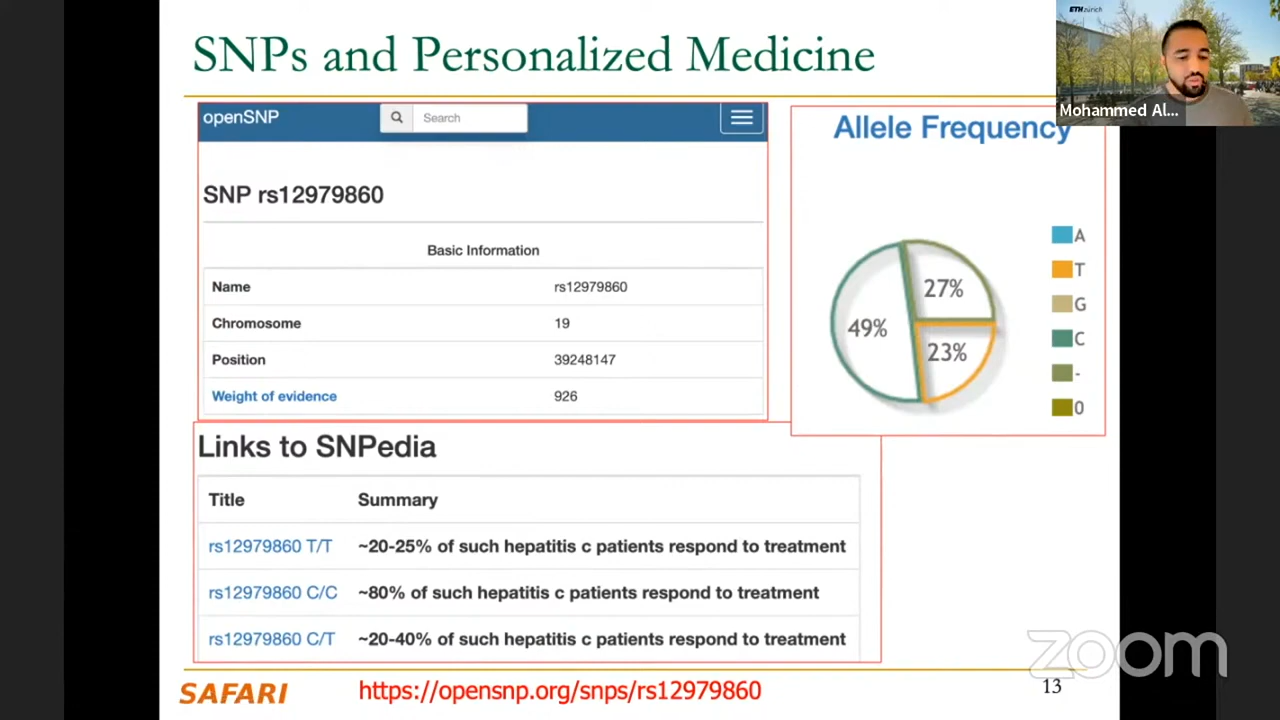 SNPs and Personalized Medicine
ETH zürich
Mohammed Al...
openSNP
Search
SNP rs12979860
Basic Information
Name rs12979860
Chromosome 19
Position 39248147
Weight of evidence 926
Allele Frequency
27%
49%
23%
A
T
G
C
-
0
Links to SNPedia
Title Summary
rs12979860 T/T ~20-25% of such hepatitis c patients respond to treatment
rs12979860 C/C ~80% of such hepatitis c patients respond to treatment
rs12979860 C/T ~20-40% of such hepatitis c patients respond to treatment
zoom
SAFARI https://opensnp.org/snps/rs12979860 13